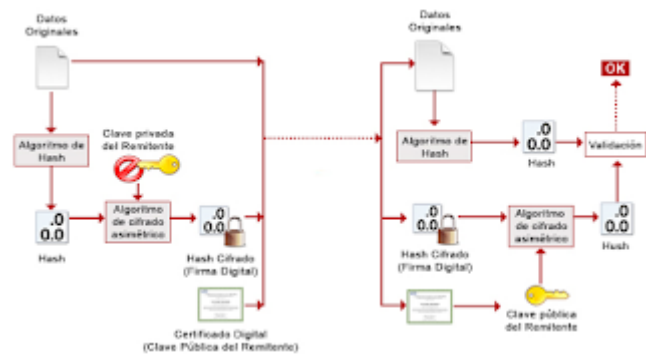 Datos
Originales
Algoritmo de
Hash
Clave privada
del Remitente
.0
0.0
Hash
Algoritmo
de cifrado
asimétrico
.0
0.0
Hash Cifrado
(Firma Digital)
Certificado Digital
(Clave Pública del Remitente)
Datos
Originales
Algoritmo de
Hash
.0
0.0
Hash
OK
Validación
.0
0.0
Hash Cifrado
(Firma Digital)
Algoritmo
de cifrado
asimétrico
.0
0.0
Hush
Clave pública
del Remitente